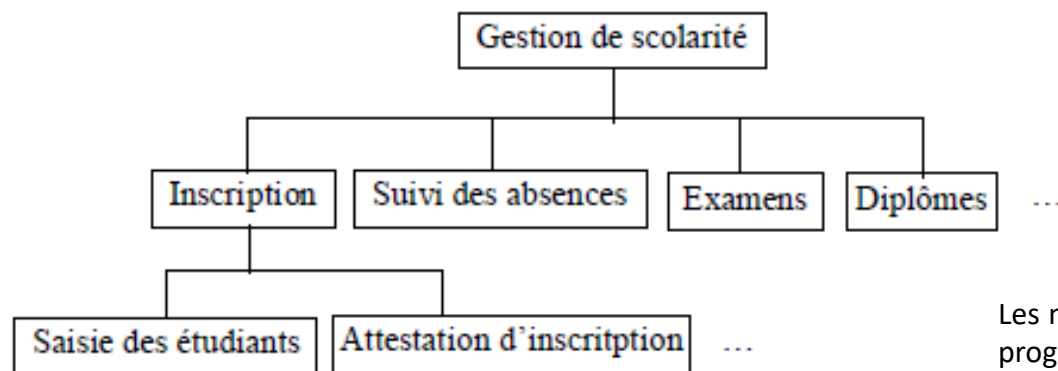 Gestion de scolarité
Inscription
Suivi des absences
Examens
Diplômes
…
Saisie des étudiants
Attestation d’inscritption
…
Les
prog